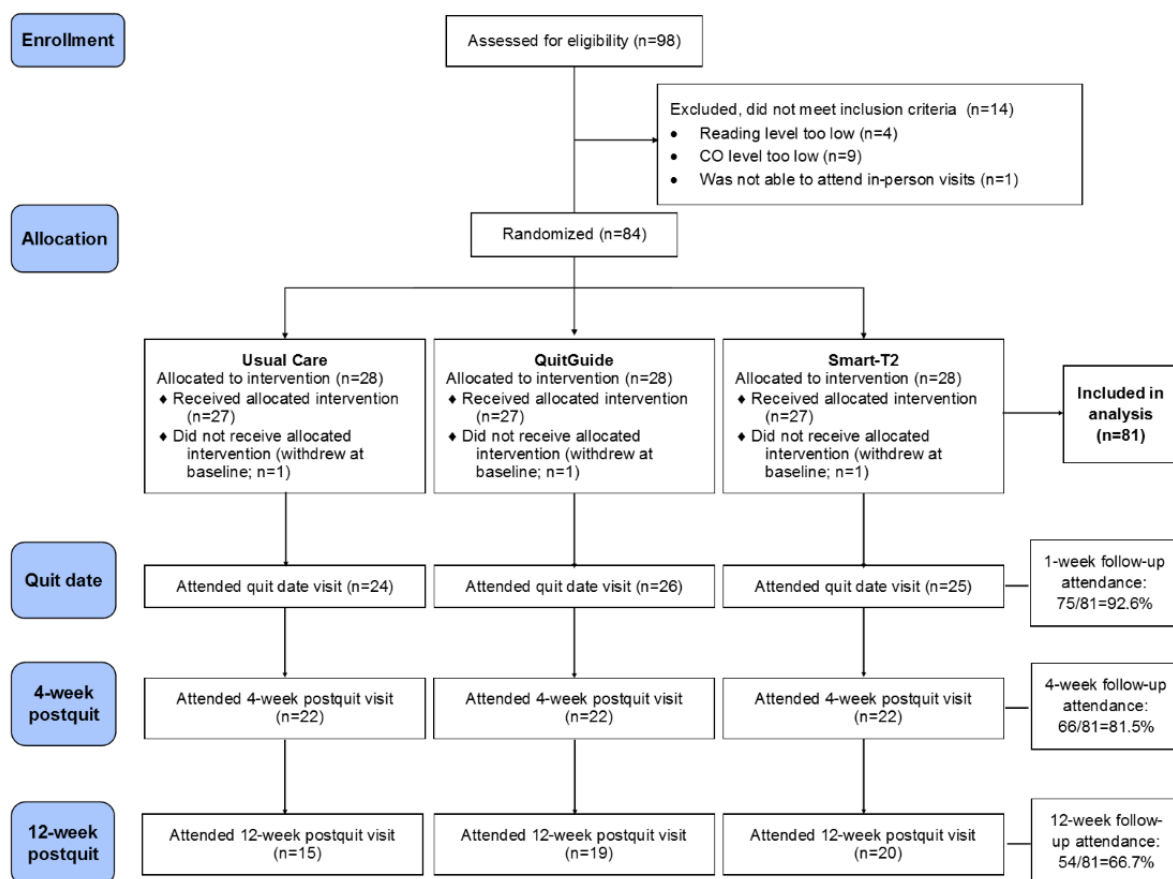 Enrollment
Assessed for eligibility (n=98)
Excluded, did not meet inclusion criteria (n=14)
• Reading level too low (n=4)
• CO level too low (n=9)
• Was not able to attend in-person visits (n=1)
Allocation
Randomized (n=84)
Usual Care
Allocated to intervention (n=28)
♦ Received allocated intervention
(n=27)
♦ Did not receive allocated
intervention (withdrew at
baseline; n=1)
QuitGuide
Allocated to intervention (n=28)
♦ Received allocated intervention
(n=27)
♦ Did not receive allocated
intervention (withdrew at
baseline; n=1)
Smart-T2
Allocated to intervention (n=28)
♦ Received allocated intervention
(n=27)
♦ Did not receive allocated
intervention (withdrew at
baseline; n=1)
Included in
analysis
(n=81)
Quit date
Attended quit date visit (n=24)
Attended quit date visit (n=26)
Attended quit date visit (n=25)
1-week follow-up
attendance:
75/81=92.6%
4-week
postquit
Attended 4-week postquit visit
(n=22)
Attended 4-week postquit visit
(n=22)
Attended 4-week postquit visit
(n=22)
4-week follow-up
attendance:
66/81=81.5%
12-week
postquit
Attended 12-week postquit visit
(n=15)
Attended 12-week postquit visit
(n=19)
Attended 12-week postquit visit
(n=20)
12-week follow-
up attendance:
54/81=66.7%